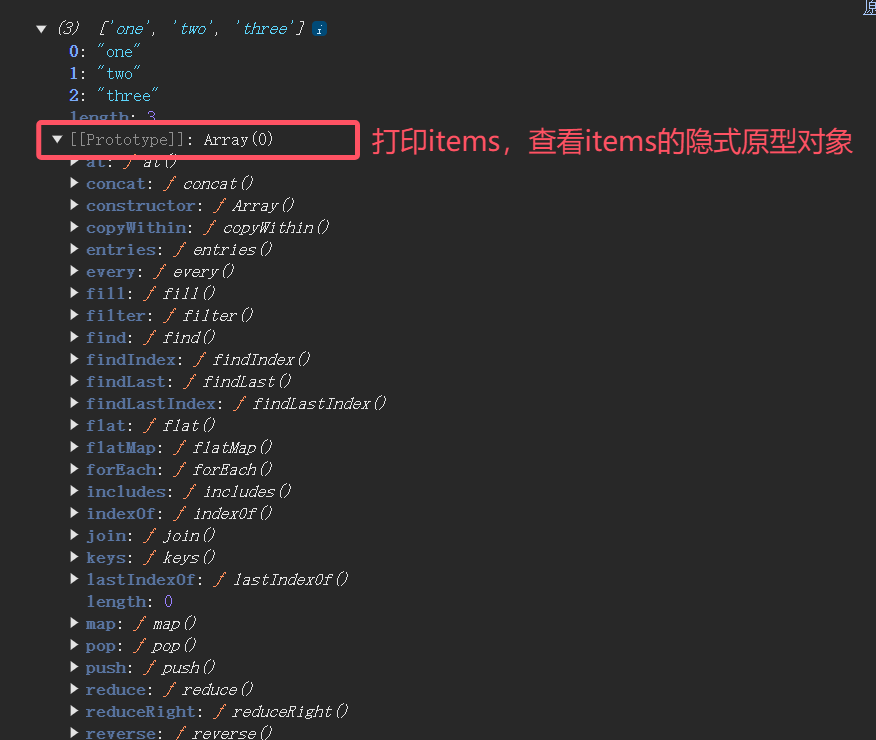 ▼ (3) ['one', 'two', 'three'] i
0: "one"
1: "two"
2: "three"
length: 3
▼ [[Prototype]]: Array(0)
打印items，查看items的隐式原型对象
▶ at: ƒ at()
▶ concat: ƒ concat()
▶ constructor: ƒ Array()
▶ copyWithin: ƒ copyWithin()
▶ entries: ƒ entries()
▶ every: ƒ every()
▶ fill: ƒ fill()
▶ filter: ƒ filter()
▶ find: ƒ find()
▶ findIndex: ƒ findIndex()
▶ findLast: ƒ findLast()
▶ findLastIndex: ƒ findLastIndex()
▶ flat: ƒ flat()
▶ flatMap: ƒ flatMap()
▶ forEach: ƒ forEach()
▶ includes: ƒ includes()
▶ indexOf: ƒ indexOf()
▶ join: ƒ join()
▶ keys: ƒ keys()
▶ lastIndexOf: ƒ lastIndexOf()
length: 0
▶ map: ƒ map()
▶ pop: ƒ pop()
▶ push: ƒ push()
▶ reduce: ƒ reduce()
▶ reduceRight: ƒ reduceRight()
▶ reverse: ƒ reverse()